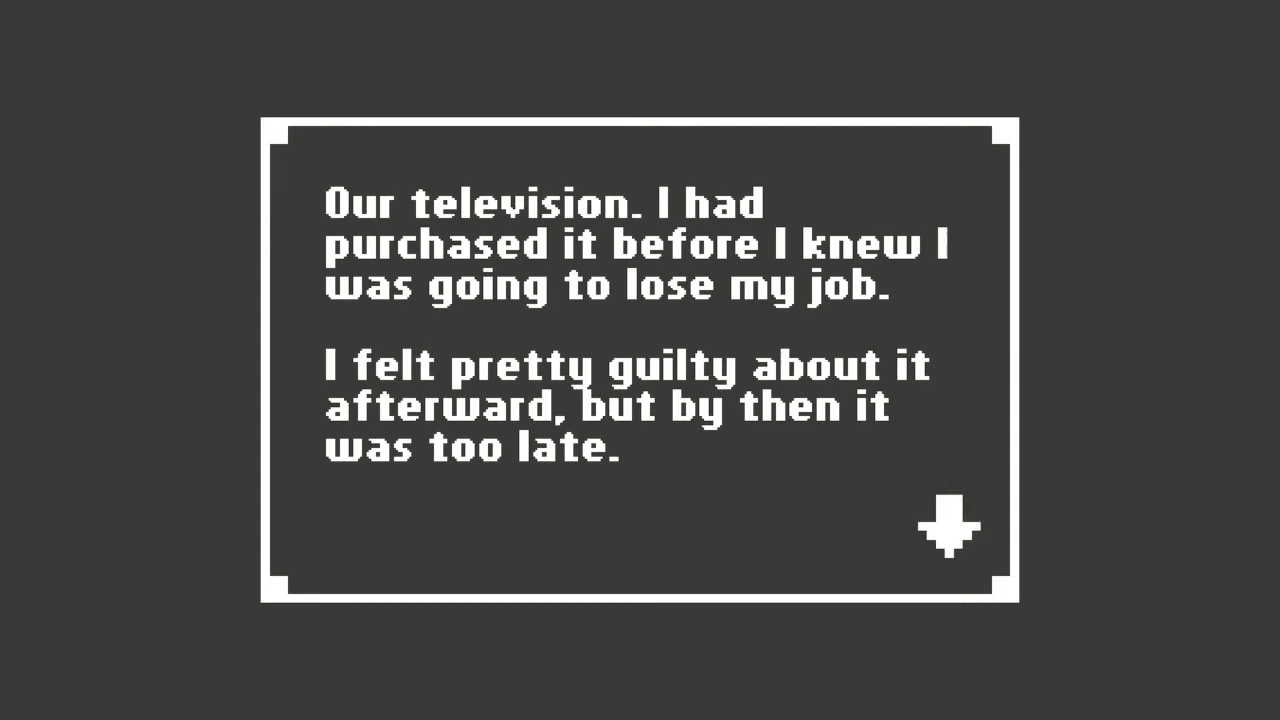 Our television. I had
purchased it before I knew I
was going to lose my job.
I felt pretty guilty about it
afterward, but by then it
was too late.